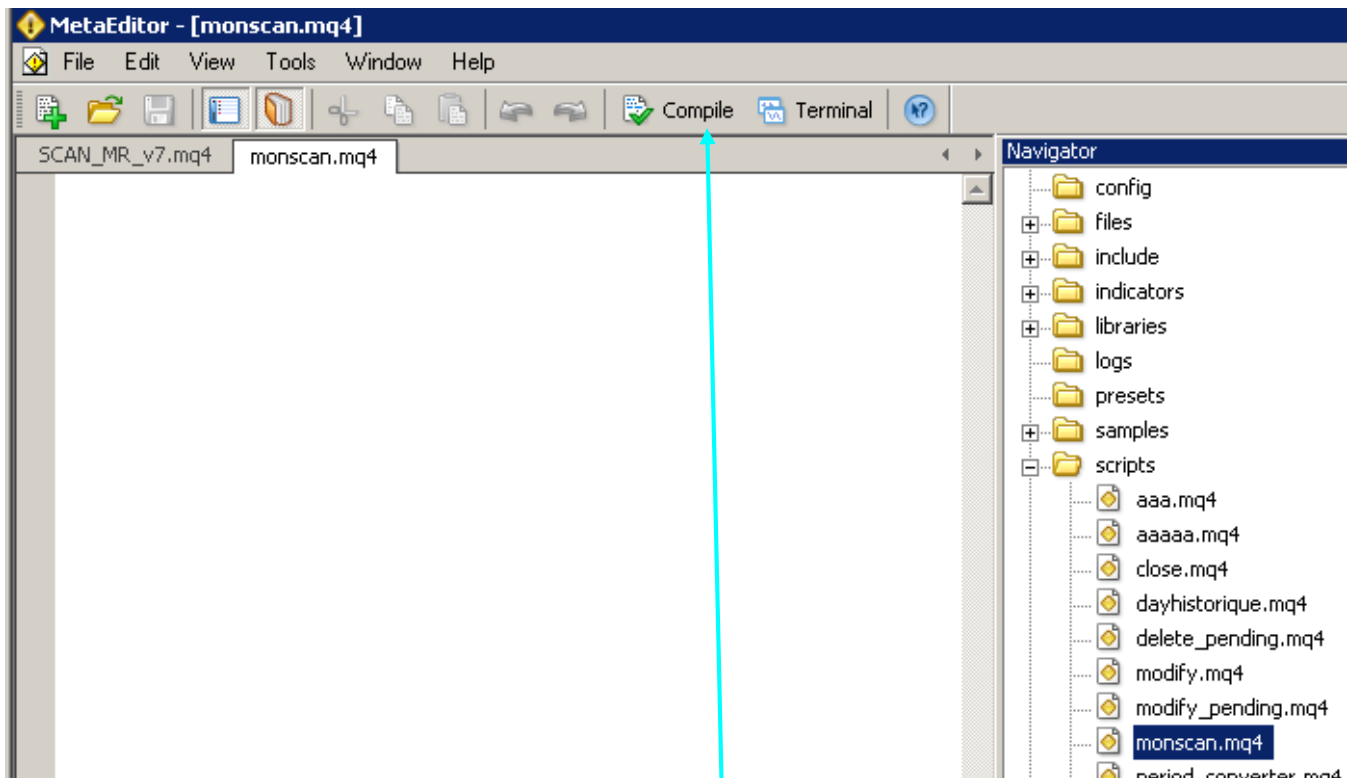 MetaEditor - [monscan.mq4]
File Edit View Tools Window Help
Compile Terminal
SCAN_MR_v7.mq4 monscan.mq4
Navigator
config
files
include
indicators
libraries
logs
presets
samples
scripts
aaa.mq4
aaaaa.mq4
close.mq4
dayhistorique.mq4
delete_pending.mq4
modify.mq4
modify_pending.mq4
monscan.mq4
period_converter.mq4